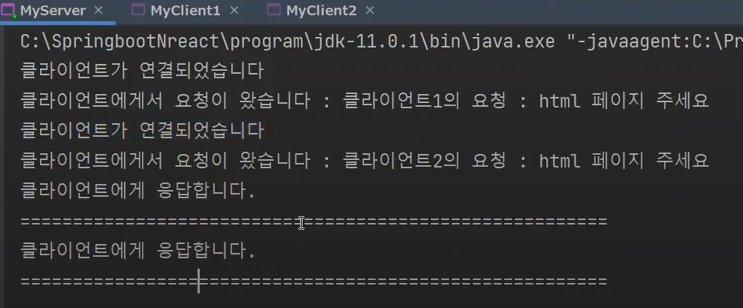 MyServer × MyClient1 × MyClient2 ×
C:\SpringbootNreact\program\jdk-11.0.1\bin\java.exe "-javaagent:C:\Pr
클라이언트가 연결되었습니다
클라이언트에게서 요청이 왔습니다 : 클라이언트1의 요청 : html 페이지 주세요
클라이언트가 연결되었습니다
클라이언트에게서 요청이 왔습니다 : 클라이언트2의 요청 : html 페이지 주세요
클라이언트에게 응답합니다.
========================================================
클라이언트에게 응답합니다.
========================================================